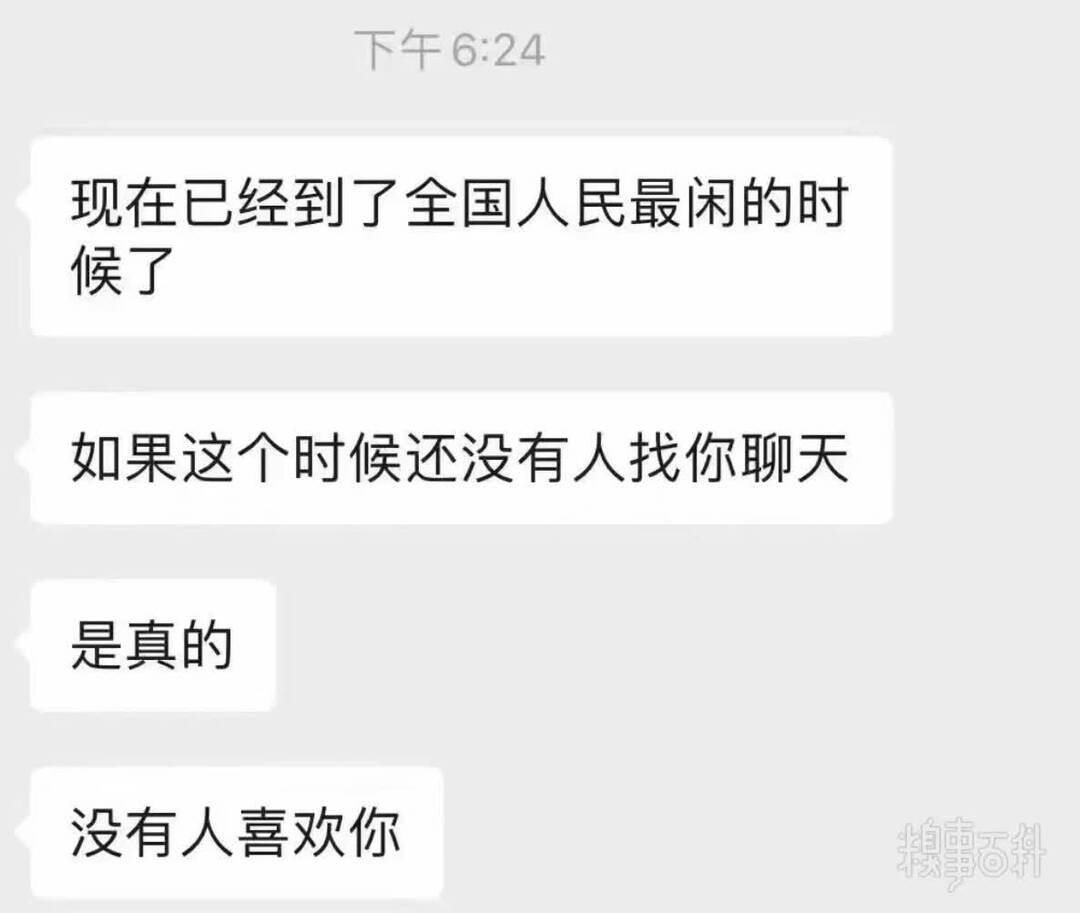 下午 6:24
现在已经到了全国人民最闲的时
候了
如果这个时候还没有人找你聊天
是真的
没有人喜欢你
糗事百科